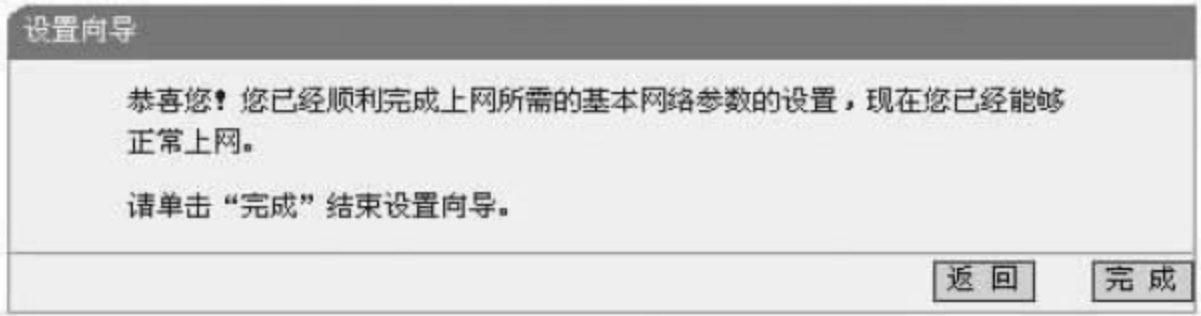 设置向导
恭喜您！您已经顺利完成上网所需的基本网络参数的设置，现在您已经能够
正常上网。
请单击“完成”结束设置向导。
返 回 完 成